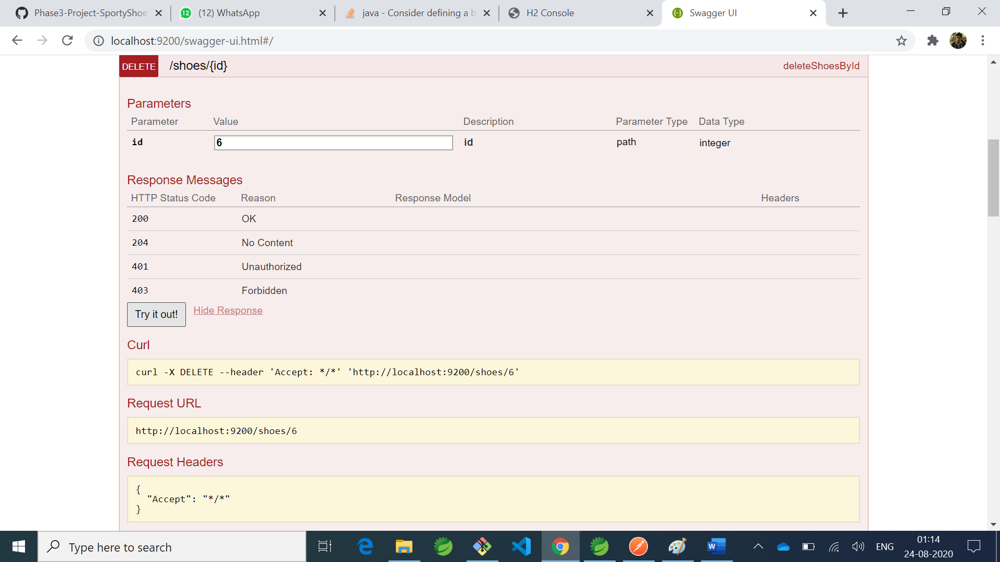 Phase3-Project-SportyShoe
(12) WhatsApp
java - Consider defining a b
H2 Console
Swagger UI
localhost:9200/swagger-ui.html#/
DELETE /shoes/{id} deleteShoesById
Parameters
Parameter Value Description Parameter Type Data Type
id 6 id path integer
Response Messages
HTTP Status Code Reason Response Model Headers
200 OK
204 No Content
401 Unauthorized
403 Forbidden
Try it out! Hide Response
Curl
curl -X DELETE --header 'Accept: */*' 'http://localhost:9200/shoes/6'
Request URL
http://localhost:9200/shoes/6
Request Headers
{
"Accept": "*/*"
}
Type here to search
ENG
01:14
24-08-2020